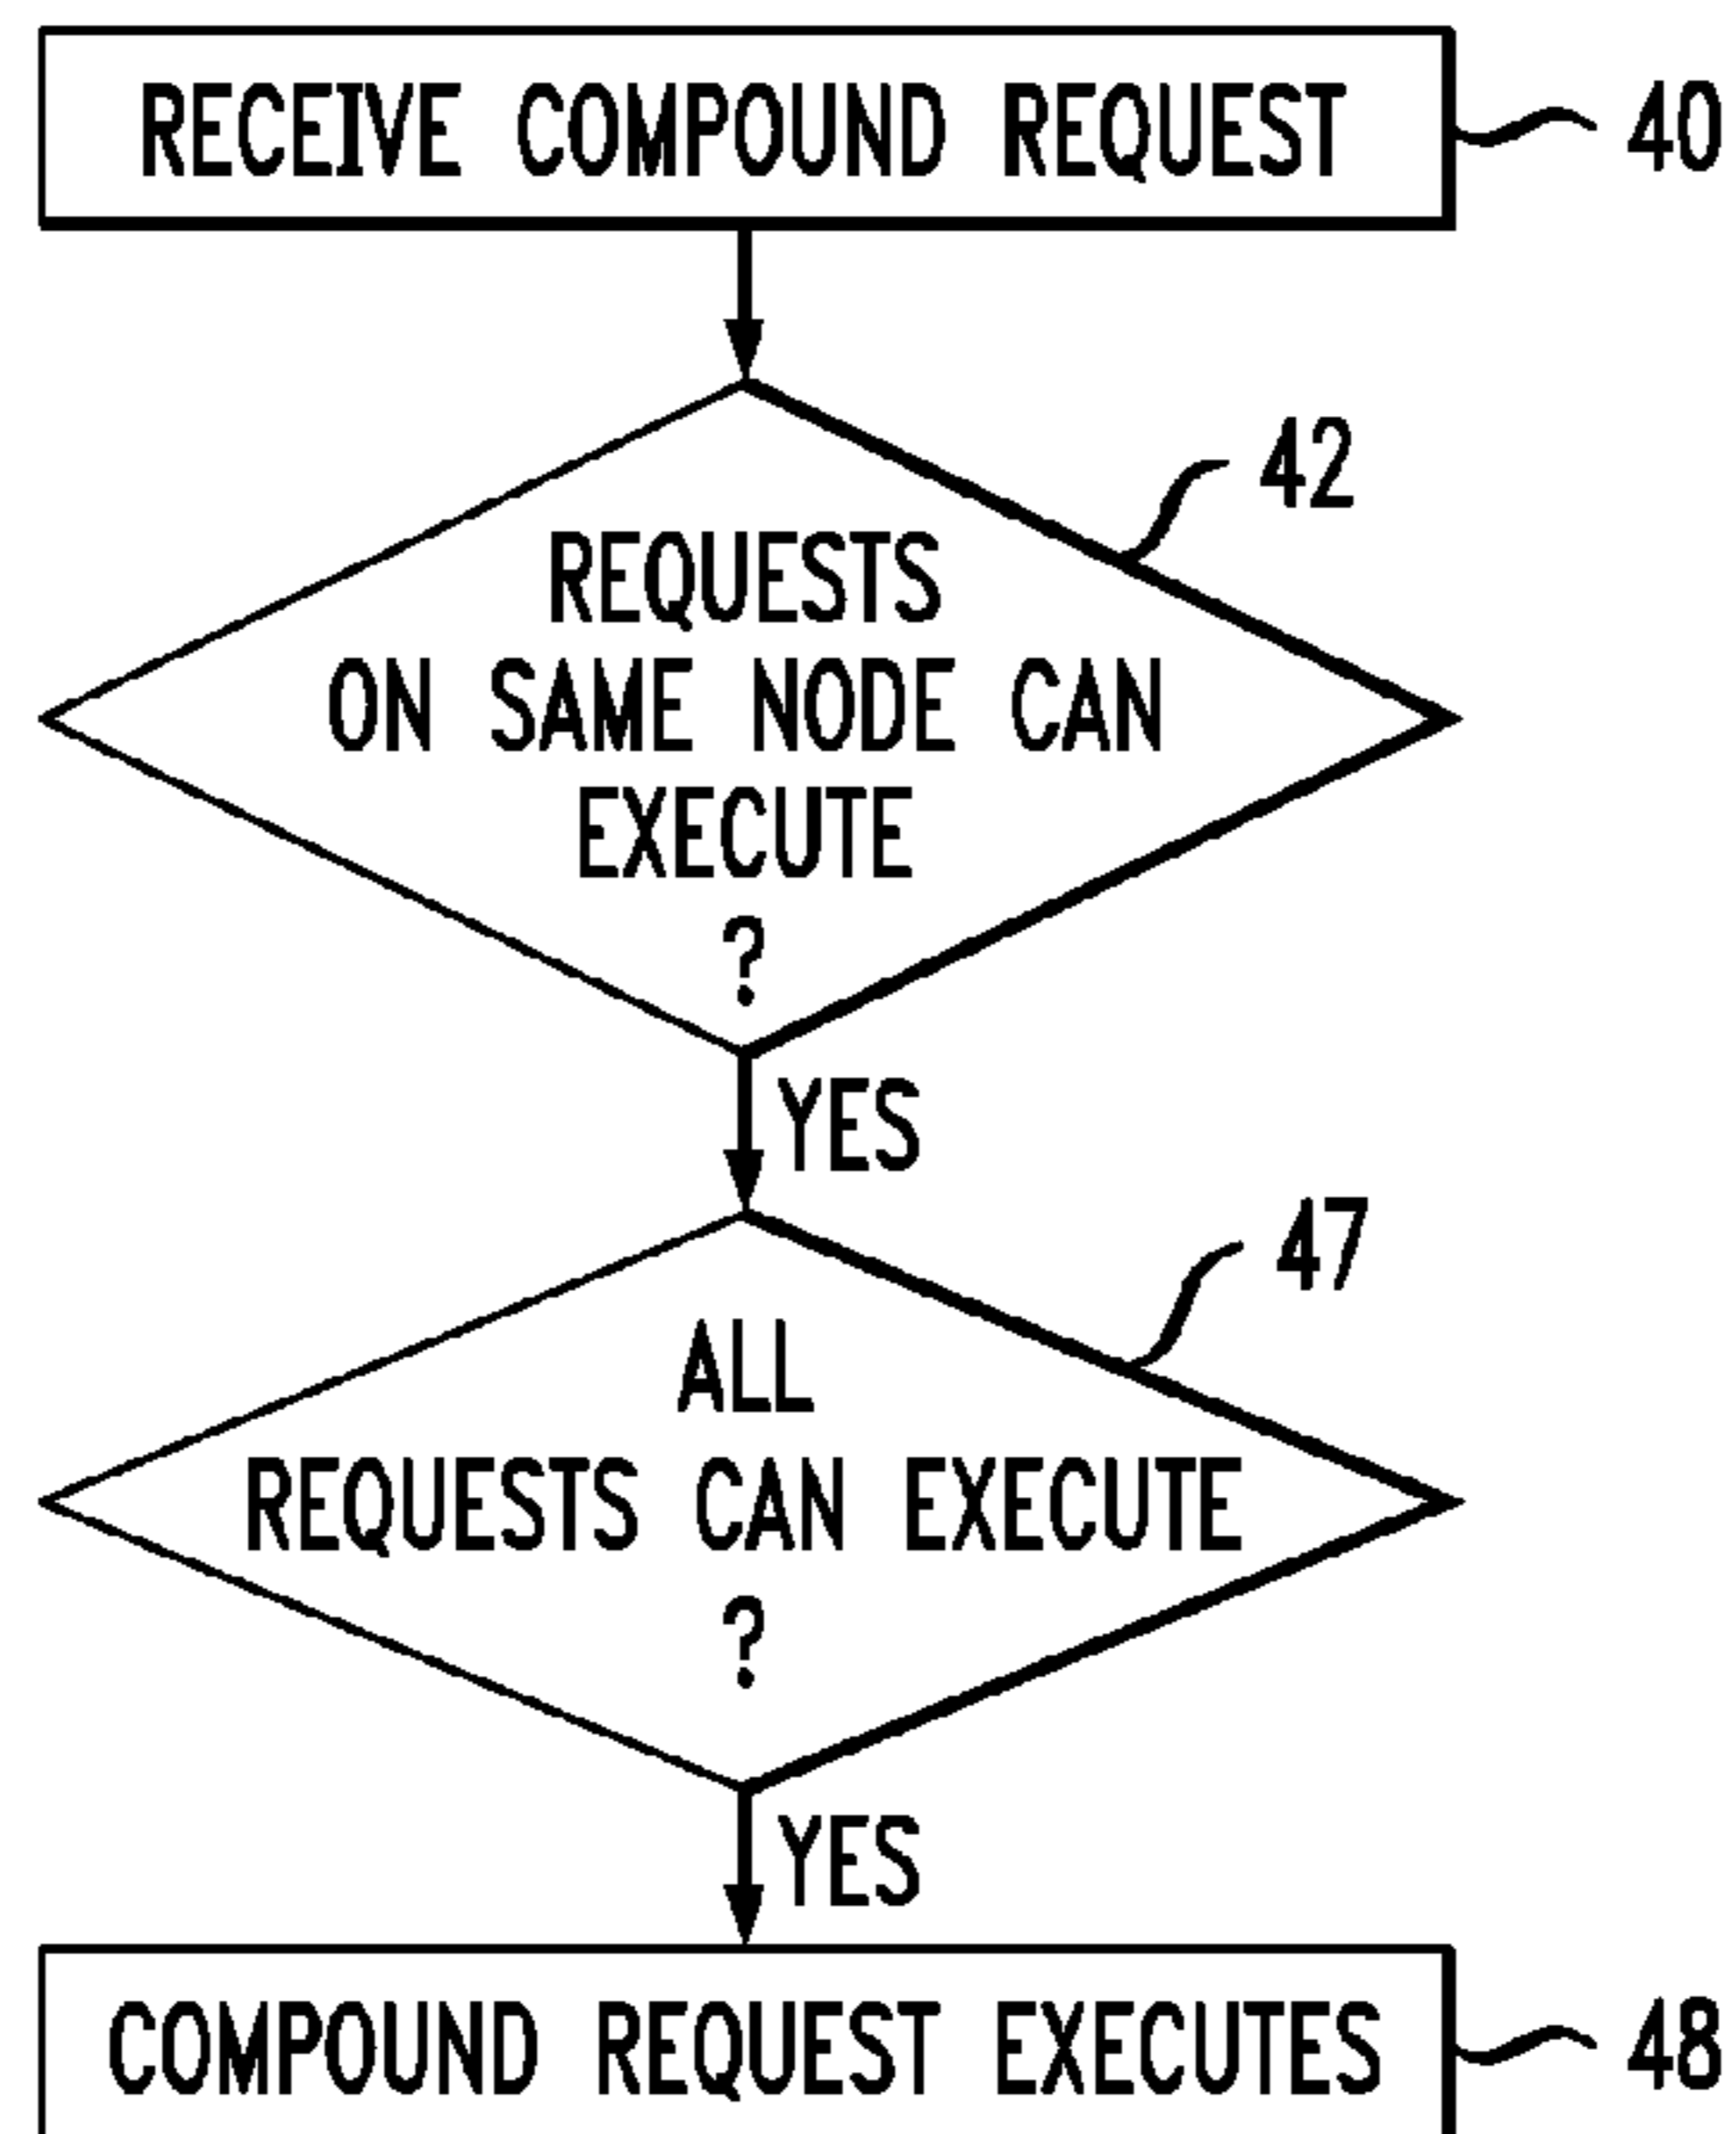 RECEIVE COMPOUND REQUEST
40
42
REQUESTS
ON SAME NODE CAN
EXECUTE
?
YES
47
ALL
REQUESTS CAN EXECUTE
?
YES
COMPOUND REQUEST EXECUTES
48